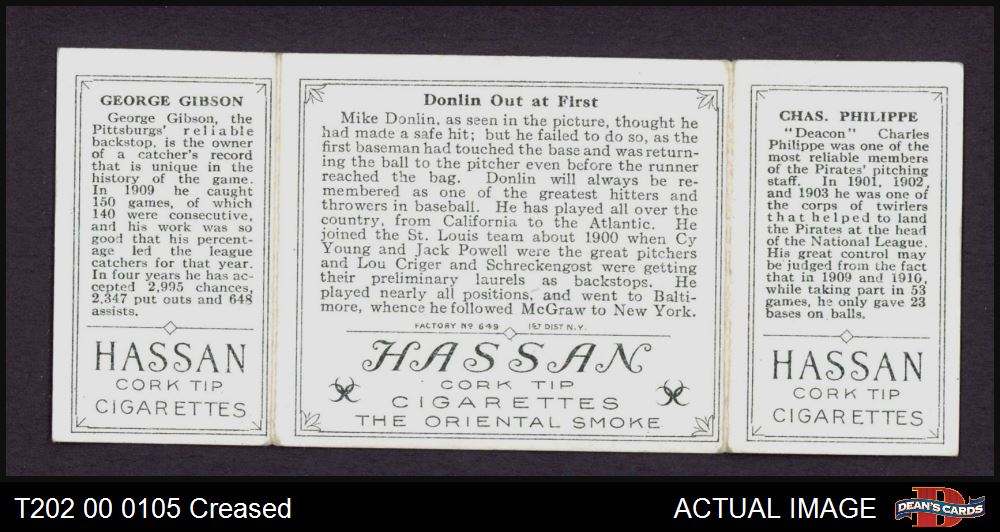 GEORGE GIBSON
George Gibson, the
Pittsburgs' reliable
backstop, is the owner
of a catcher's record
that is unique in the
history of the game.
In 1909 he caught
150 games, of which
140 were consecutive,
and his work was so
good that his percent-
age led the league
catchers for that year.
In four years he has ac-
cepted 2,995 chances,
2,347 put outs and 648
assists.
HASSAN
CORK TIP
CIGARETTES
Donlin Out at First
Mike Donlin, as seen in the picture, thought he
had made a safe hit; but he failed to do so, as the
first baseman had touched the base and was return-
ing the ball to the pitcher even before the runner
reached the bag. Donlin will always be re-
membered as one of the greatest hitters and
throwers in baseball. He has played all over the
country, from California to the Atlantic. He
joined the St. Louis team about 1900 when Cy
Young and Jack Powell were the great pitchers
and Lou Criger and Schreckengost were getting
their preliminary laurels as backstops. He
played nearly all positions, and went to Balti-
more, whence he followed McGraw to New York.
FACTORY Nº 649 1ST DIST N.Y.
HASSAN
CORK TIP
CIGARETTES
THE ORIENTAL SMOKE
CHAS. PHILIPPE
"Deacon" Charles
Philippe was one of the
most reliable members
of the Pirates' pitching
staff. In 1901, 1902,
and 1903 he was one of
the corps of twirlers
that helped to land
the Pirates at the head
of the National League.
His great control may
be judged from the fact
that in 1909 and 1910,
while taking part in 53
games, he only gave 23
bases on balls.
HASSAN
CORK TIP
CIGARETTES
T202 00 0105 Creased
ACTUAL IMAGE
D
DEAN'S CARDS